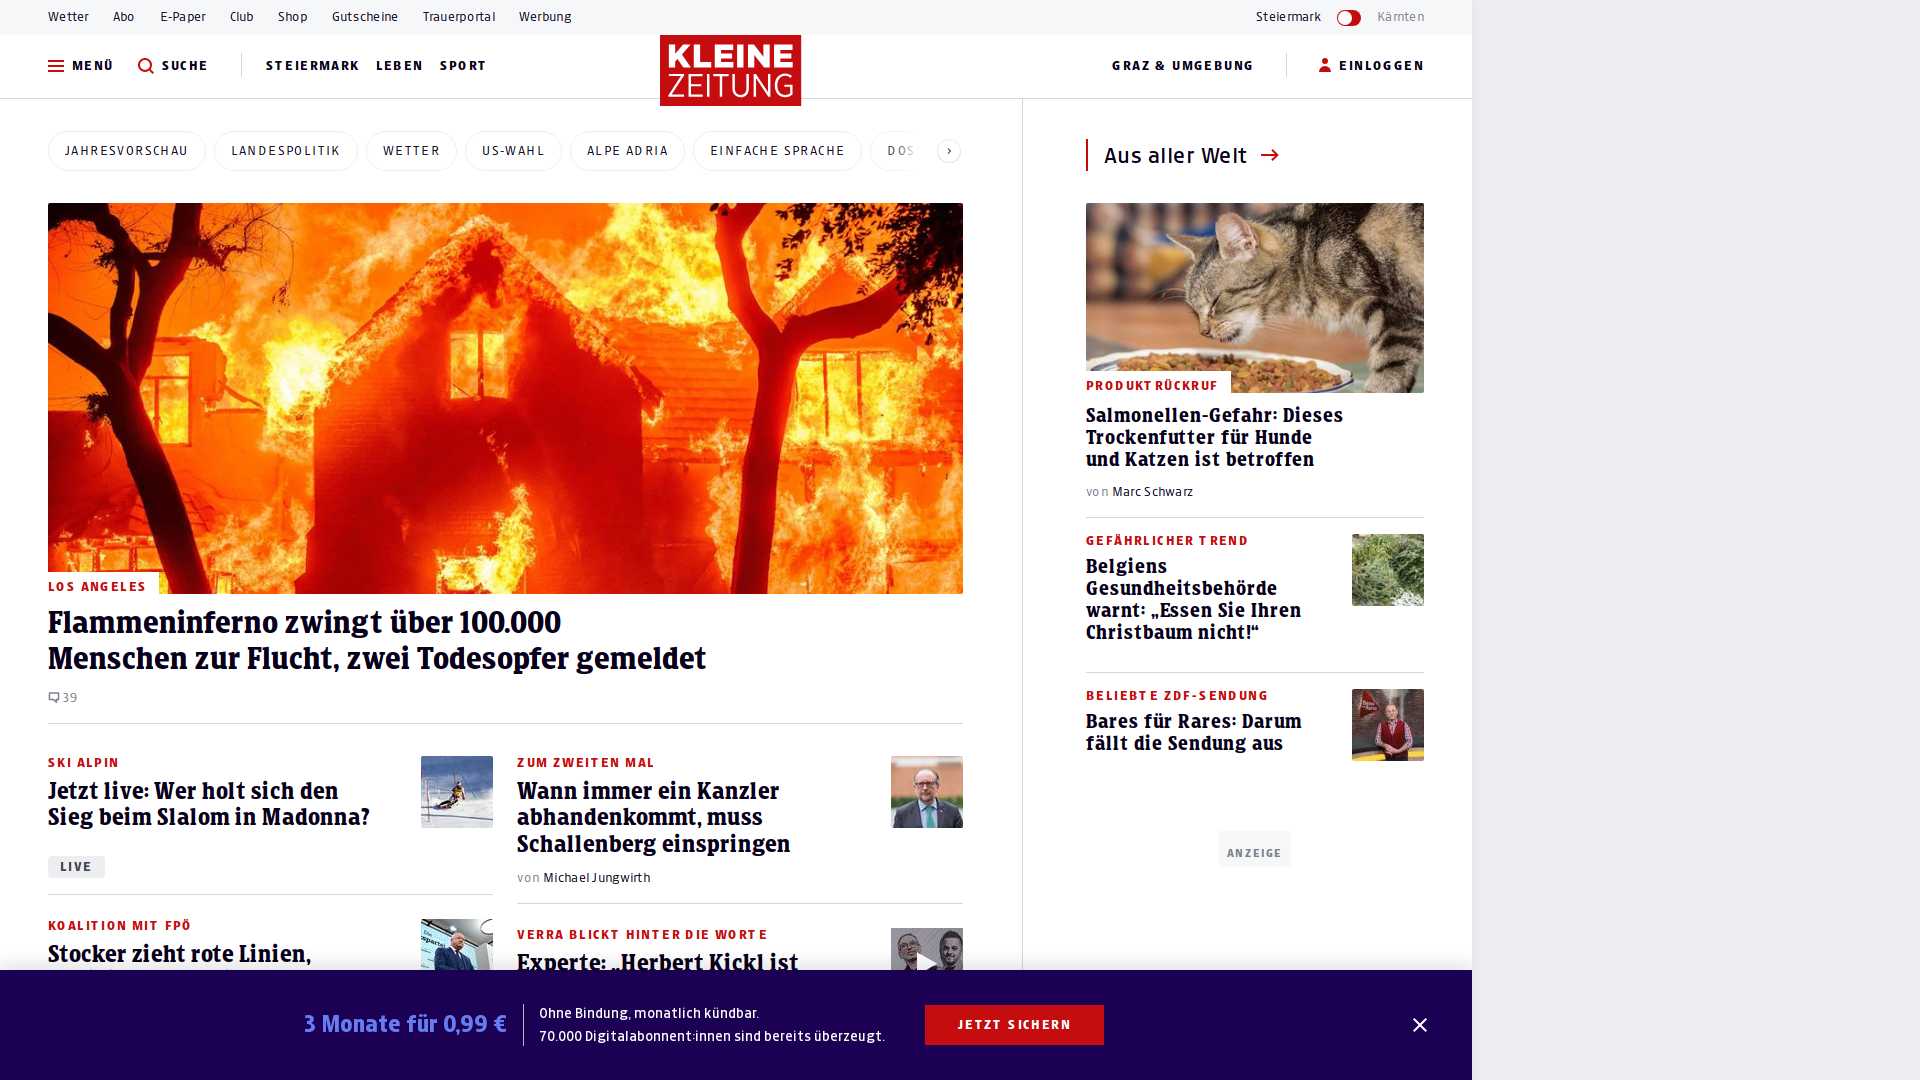 Wetter Abo E-Paper Club Shop Gutscheine Trauerportal Werbung
Steiermark Kärnten
MENÜ SUCHE STEIERMARK LEBEN SPORT
KLEINE
ZEITUNG
GRAZ & UMGEBUNG EINLOGGEN
JAHRESVORSCHAU LANDESPOLITIK WETTER US-WAHL ALPE ADRIA EINFACHE SPRACHE DOS
LOS ANGELES
Flammeninferno zwingt über 100.000
Menschen zur Flucht, zwei Todesopfer gemeldet
39
SKI ALPIN
Jetzt live: Wer holt sich den
Sieg beim Slalom in Madonna?
LIVE
KOALITION MIT FPÖ
Stocker zieht rote Linien,
ZUM ZWEITEN MAL
Wann immer ein Kanzler
abhandenkommt, muss
Schallenberg einspringen
von Michael Jungwirth
VERRA BLICKT HINTER DIE WORTE
Experte: „Herbert Kickl ist
Aus aller Welt
PRODUKTRÜCKRUF
Salmonellen-Gefahr: Dieses
Trockenfutter für Hunde
und Katzen ist betroffen
von Marc Schwarz
GEFÄHRLICHER TREND
Belgiens
Gesundheitsbehörde
warnt: „Essen Sie Ihren
Christbaum nicht!“
BELIEBTE ZDF-SENDUNG
Bares für Rares: Darum
fällt die Sendung aus
ANZEIGE
3 Monate für 0,99 €
Ohne Bindung, monatlich kündbar.
70.000 Digitalabonnent:innen sind bereits überzeugt.
JETZT SICHERN